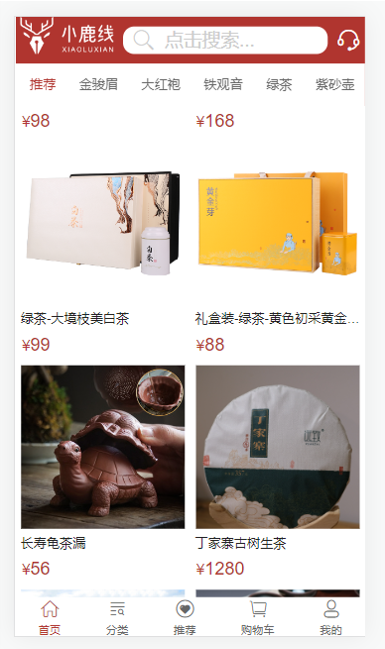 小鹿线
XIAOLUXIAN
点击搜索...
推荐 金骏眉 大红袍 铁观音 绿茶 紫砂壶
¥98 ¥168
白茶
黄金芽
绿茶-大境枝美白茶 礼盒装-绿茶-黄色初采黄金...
¥99 ¥88
丁家寨
长寿龟茶漏 丁家寨古树生茶
¥56 ¥1280
首页 分类 推荐 购物车 我的